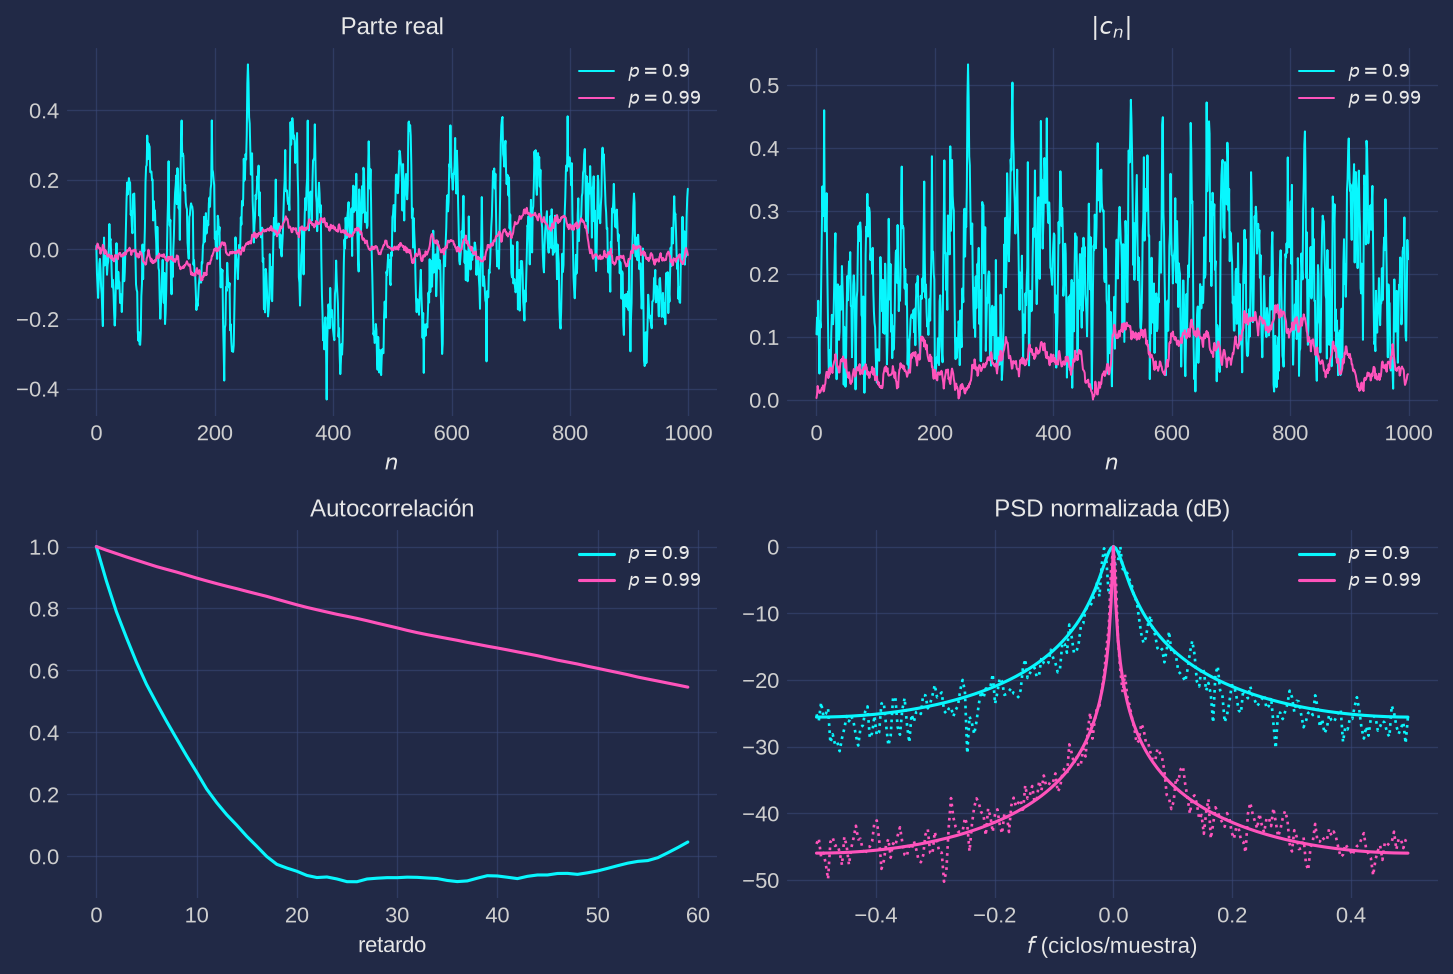 Parte real
p = 0.9
p = 0.99
0.4
0.2
0.0
−0.2
−0.4
0 200 400 600 800 1000
n
|cₙ|
p = 0.9
p = 0.99
0.5
0.4
0.3
0.2
0.1
0.0
0 200 400 600 800 1000
n
Autocorrelación
p = 0.9
p = 0.99
1.0
0.8
0.6
0.4
0.2
0.0
0 10 20 30 40 50 60
retardo
PSD normalizada (dB)
p = 0.9
p = 0.99
0
−10
−20
−30
−40
−50
−0.4 −0.2 0.0 0.2 0.4
f (ciclos/muestra)